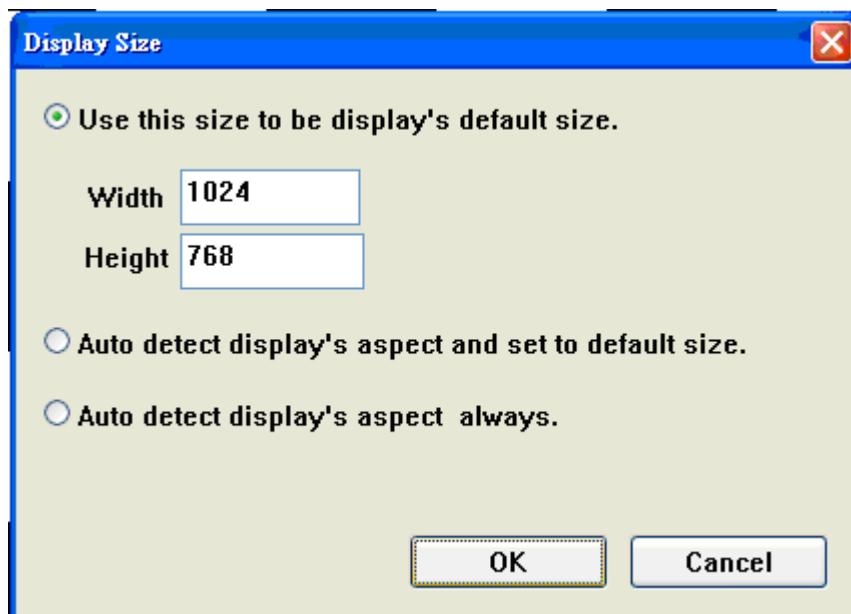 Display Size
Use this size to be display's default size.
Width 1024
Height 768
Auto detect display's aspect and set to default size.
Auto detect display's aspect  always.
OK Cancel